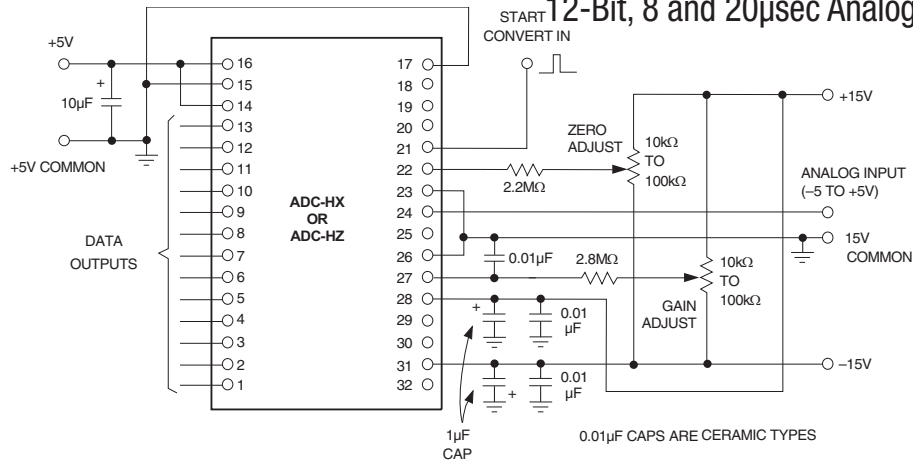 12-Bit, 8 and 20µsec Analog
START
CONVERT IN
+5V
+
10µF
+5V COMMON
DATA
OUTPUTS
16
15
14
13
12
11
10
9
8
7
6
5
4
3
2
1
ADC-HX
OR
ADC-HZ
17
18
19
20
21
22
23
24
25
26
27
28
29
30
31
32
2.2MΩ
ZERO
ADJUST
10kΩ
TO
100kΩ
+15V
ANALOG INPUT
(–5 TO +5V)
15V
COMMON
0.01µF
–
2.8MΩ
10kΩ
TO
100kΩ
GAIN
ADJUST
+
0.01
µF
–15V
+
0.01
µF
1µF
CAP
0.01µF CAPS ARE CERAMIC TYPES